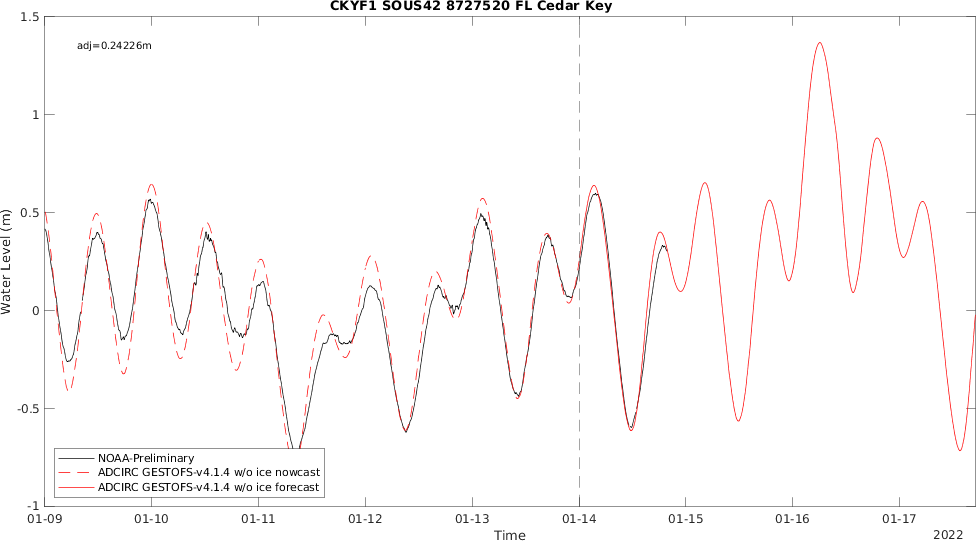 CKYF1 SOUS42 8727520 FL Cedar Key
adj=0.24226m
1.5
1
0.5
0
-0.5
-1
Water Level (m)
NOAA-Preliminary
ADCIRC GESTOFS-v4.1.4 w/o ice nowcast
ADCIRC GESTOFS-v4.1.4 w/o ice forecast
01-09 01-10 01-11 01-12 01-13 01-14 01-15 01-16 01-17
Time
2022